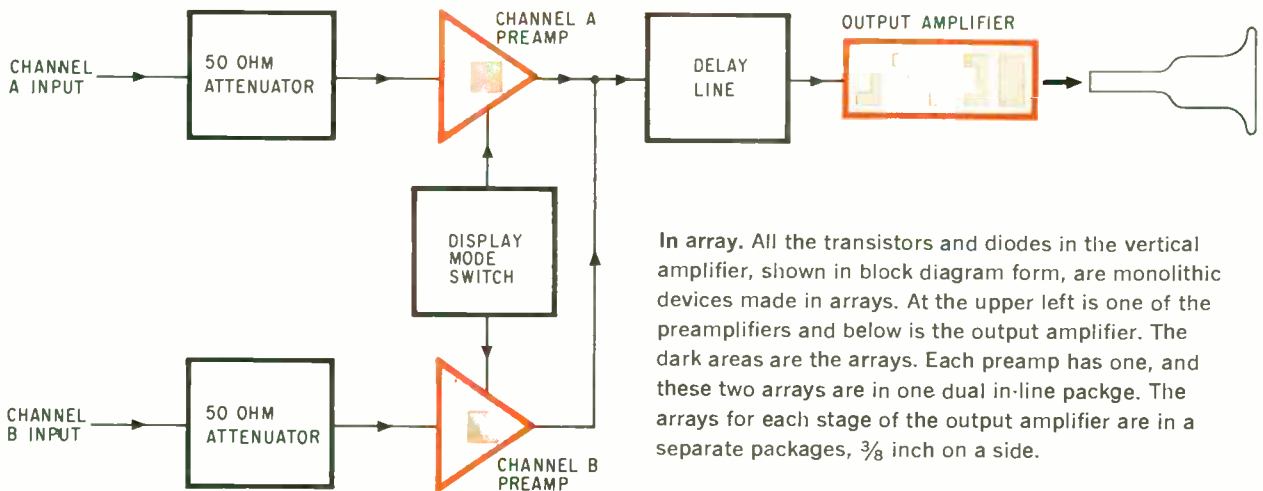 CHANNEL A
PREAMP
OUTPUT AMPLIFIER
CHANNEL
A INPUT
50 OHM
ATTENUATOR
DELAY
LINE
DISPLAY
MODE
SWITCH
In array. All the transistors and diodes in the vertical
amplifier, shown in block diagram form, are monolithic
devices made in arrays. At the upper left is one of the
preamplifiers and below is the output amplifier. The
dark areas are the arrays. Each preamp has one, and
these two arrays are in one dual in-line packge. The
arrays for each stage of the output amplifier are in a
separate packages, 3⁄8 inch on a side.
CHANNEL
B INPUT
50 OHM
ATTENUATOR
CHANNEL B
PREAMP